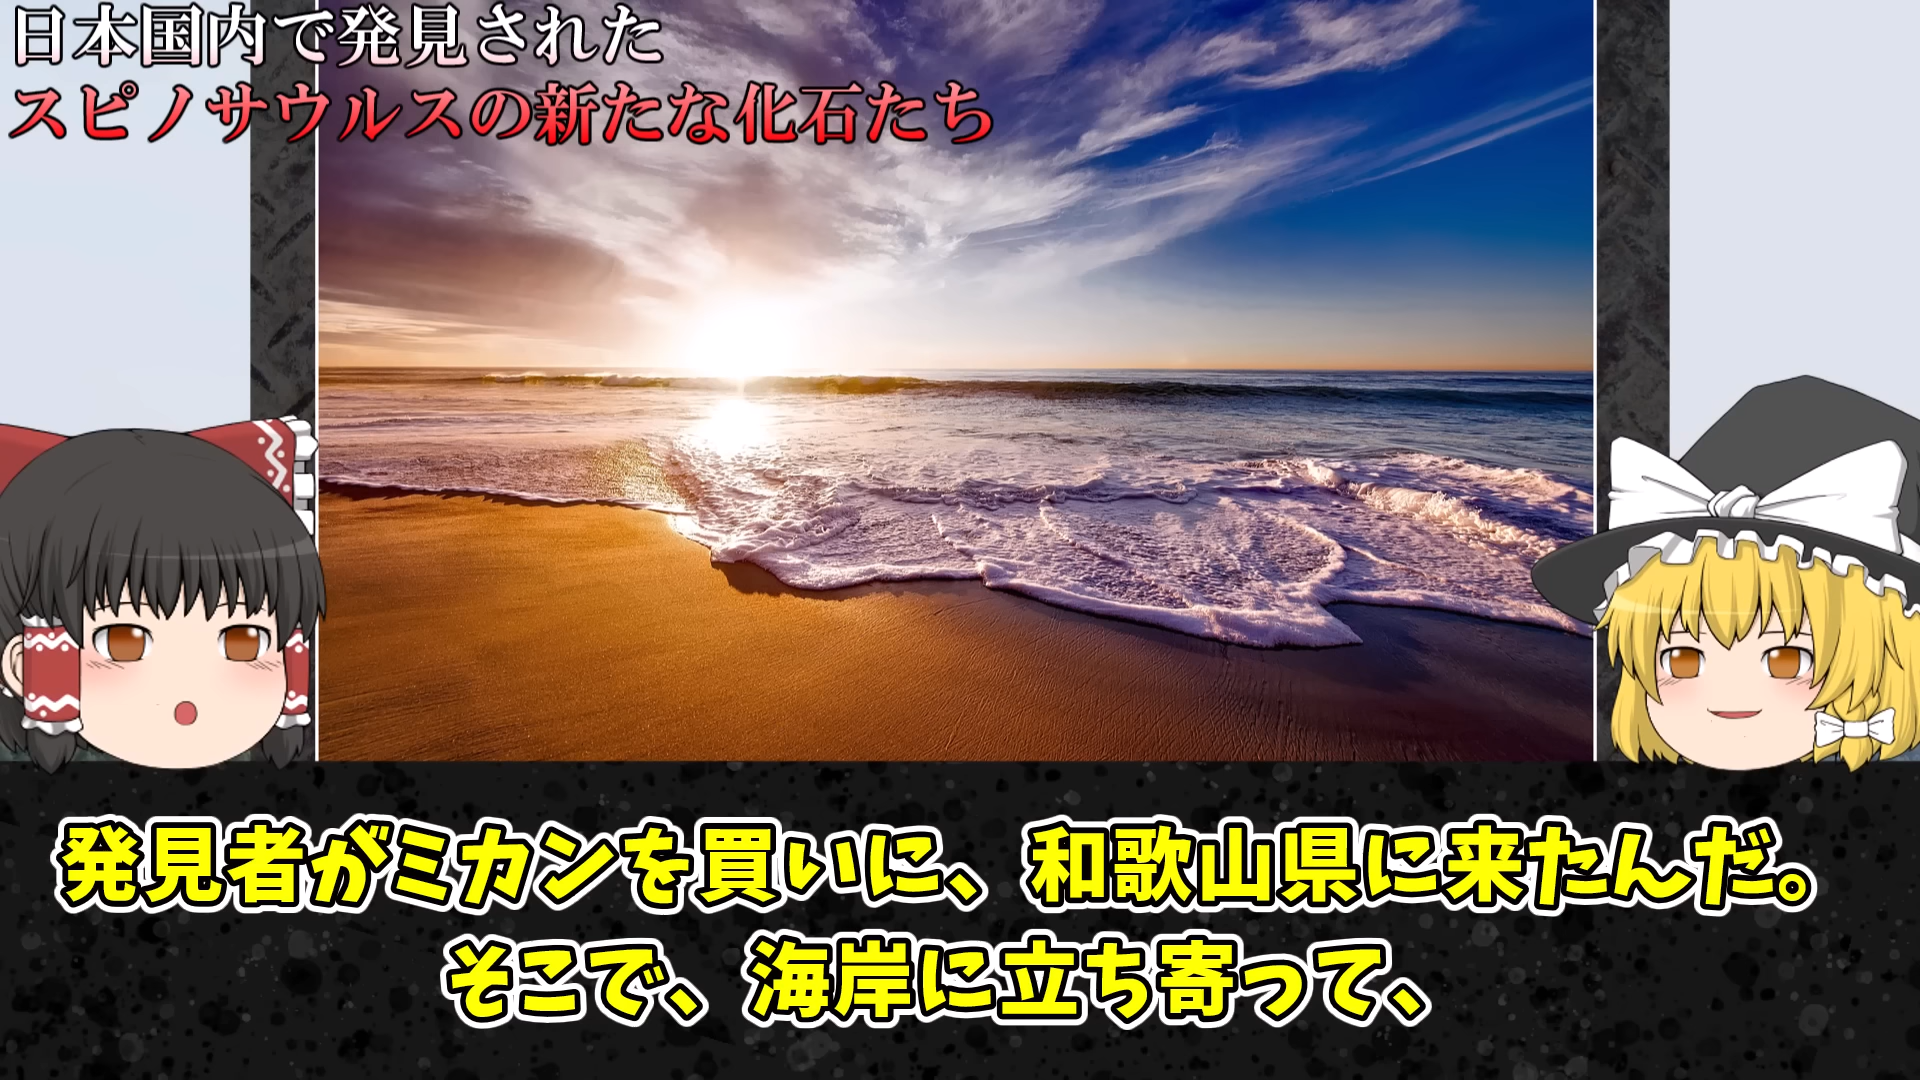 日本国内で発見された
スピノサウルスの新たな化石たち
発見者がミカンを買いに、和歌山県に来たんだ。
そこで、海岸に立ち寄って、